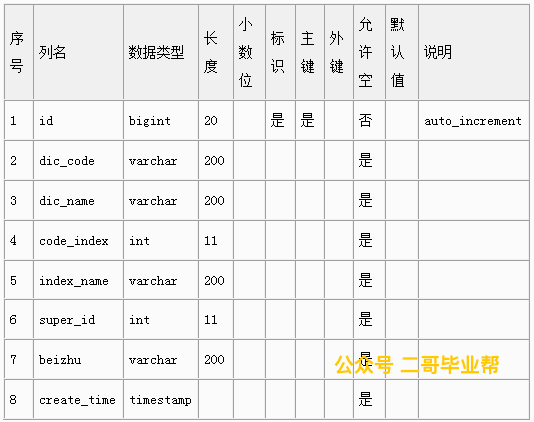 序号 列名 数据类型 长度 小数位 标识 主键 外键 允许空 默认值 说明
1 id bigint 20 是 是 否 auto_increment
2 dic_code varchar 200 是
3 dic_name varchar 200 是
4 code_index int 11 是
5 index_name varchar 200 是
6 super_id int 11 是
7 beizhu varchar 200 是
公众号 二哥毕业帮
8 create_time timestamp 是